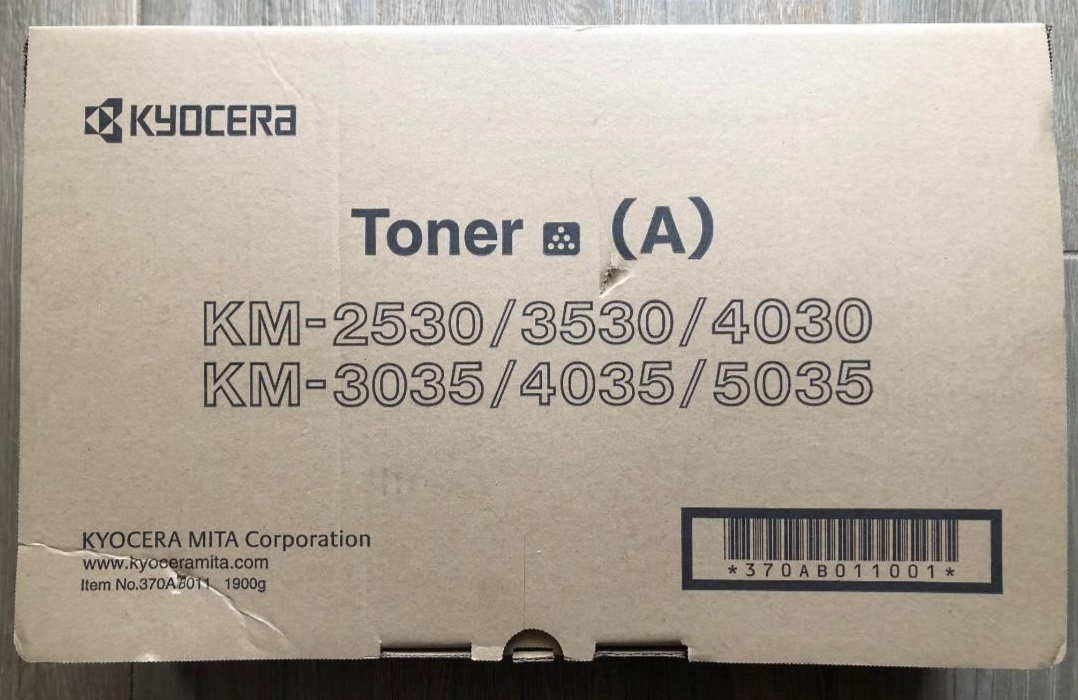 KYOCERA
Toner (A)
KM-2530/3530/4030
KM-3035/4035/5035
KYOCERA MITA Corporation
www.kyoceramita.com
Item No.370AB011 1900g
*370AB011001*